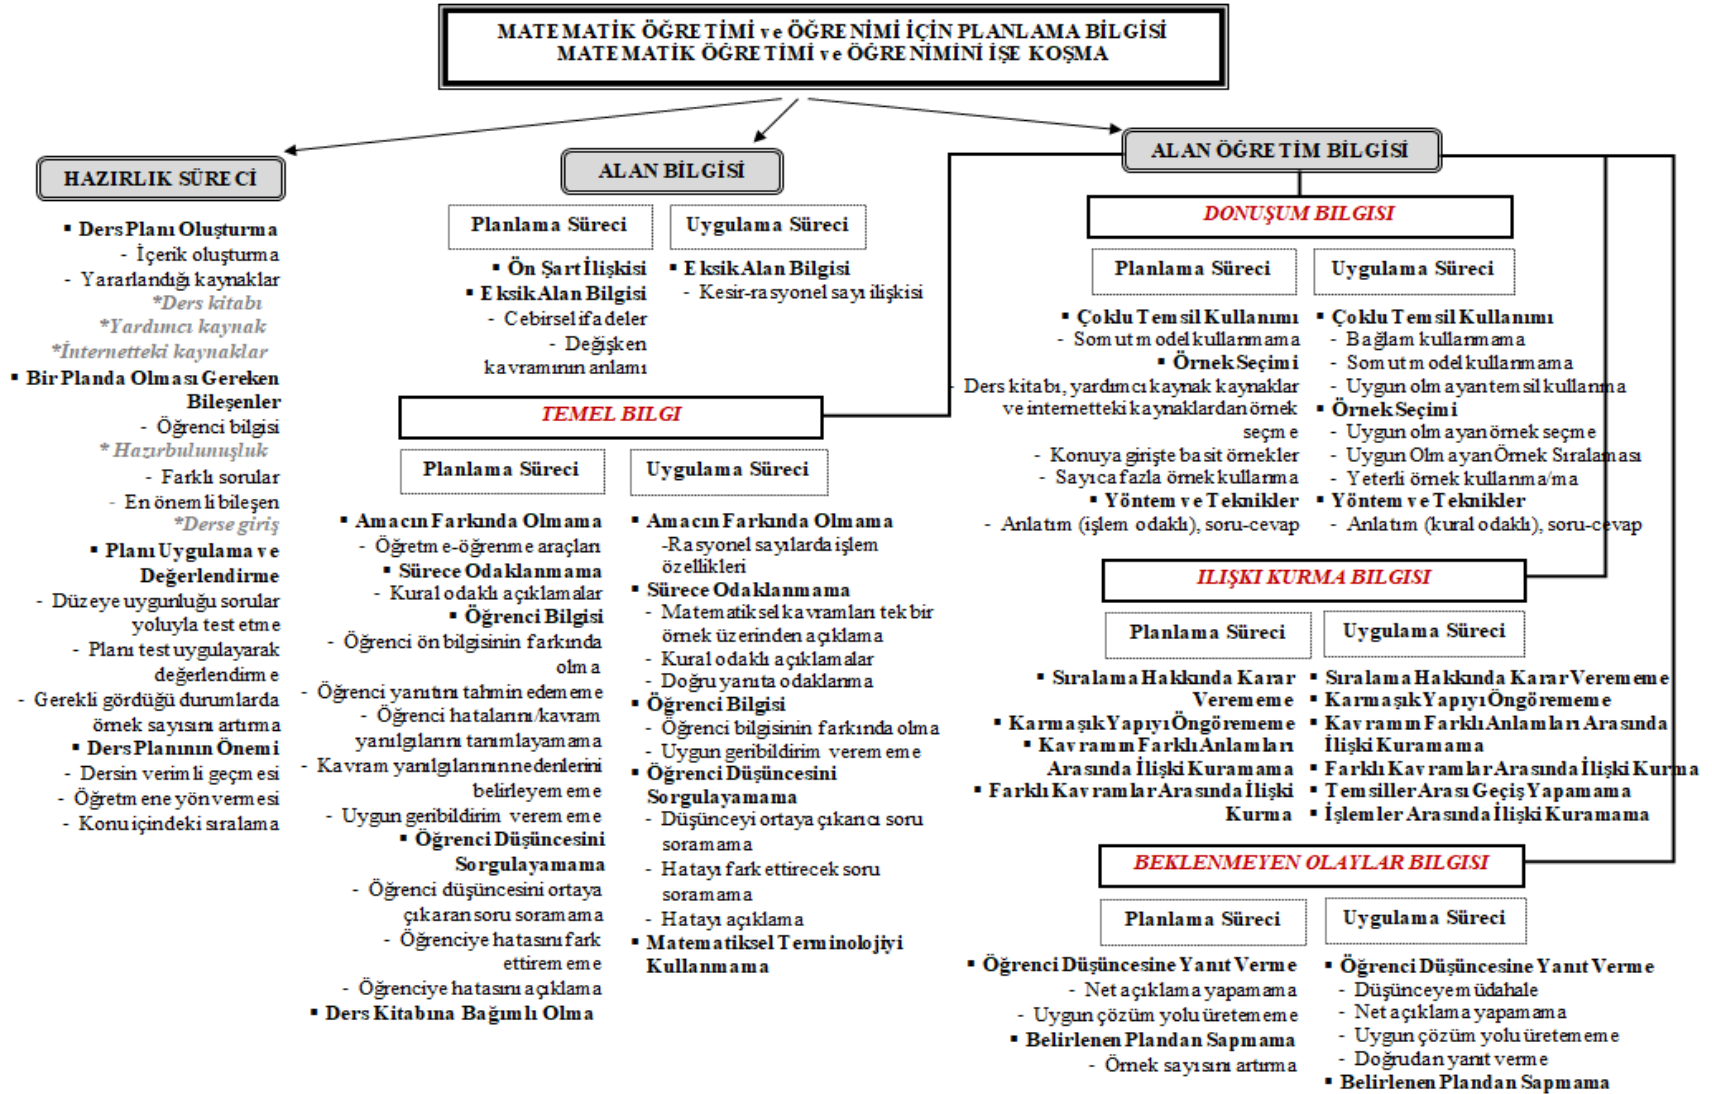 MATEMATİK ÖĞRETİMİ ve ÖĞRENİMİ İÇİN PLANLAMA BİLGİSİ
MATEMATİK ÖĞRETİMİ ve ÖĞRENİMİNİ İŞE KOŞMA
HAZIRLIK SÜRECİ
▪ Ders Planı Oluşturma
- İçerik oluşturma
- Yararlandığı kaynaklar
*Ders kitabı
*Yardımcı kaynak
*İnternetteki kaynaklar
▪ Bir Planda Olması Gereken
Bileşenler
- Öğrenci bilgisi
* Hazırbulunuşluk
- Farklı sorular
- En önemli bileşen
*Derse giriş
▪ Planı Uygulama ve
Değerlendirme
- Düzeye uygunluğu sorular
yoluyla test etme
- Planı test uygulayarak
değerlendirme
- Gerekli gördüğü durumlarda
örnek sayısını artırma
▪ Ders Planının Önemi
- Dersin verimli geçmesi
- Öğretmene yön vermesi
- Konu içindeki sıralama
ALAN BİLGİSİ
Planlama Süreci
▪ Ön Şart İlişkisi
▪ Eksik Alan Bilgisi
- Cebirsel ifadeler
- Değişken
kavramının anlamı
Uygulama Süreci
▪ Eksik Alan Bilgisi
- Kesir-rasyonel sayı ilişkisi
ALAN ÖĞRETİM BİLGİSİ
TEMEL BILGI
Planlama Süreci
▪ Amacın Farkında Olmama
- Öğretme-öğrenme araçları
▪ Sürece Odaklanmama
- Kural odaklı açıklamalar
▪ Öğrenci Bilgisi
- Öğrenci ön bilgisinin farkında
olma
- Öğrenci yanıtını tahmin edememe
- Öğrenci hatalarını/kavram
yanılgılarını tanımlayamama
- Kavram yanılgılarının nedenlerini
belirleyememe
- Uygun geribildirim verememe
▪ Öğrenci Düşüncesini
Sorgulayamama
- Öğrenci düşüncesini ortaya
çıkaran soru soramama
- Öğrenciye hatasını fark
ettirememe
- Öğrenciye hatasını açıklama
▪ Ders Kitabına Bağımlı Olma
Uygulama Süreci
▪ Amacın Farkında Olmama
-Rasyonel sayılarda işlem
özellikleri
▪ Sürece Odaklanmama
- Matematiksel kavramları tek bir
örnek üzerinden açıklama
- Kural odaklı açıklamalar
- Doğru yanıta odaklanma
▪ Öğrenci Bilgisi
- Öğrenci bilgisinin farkında olma
- Uygun geribildirim verememe
▪ Öğrenci Düşüncesini
Sorgulayamama
- Düşünceyi ortaya çıkarıcı soru
soramama
- Hatayı fark ettirecek soru
soramama
- Hatayı açıklama
▪ Matematiksel Terminolojiyi
Kullanmama
DONUŞUM BILGISI
Planlama Süreci
▪ Çoklu Temsil Kullanımı
- Somut model kullanmama
▪ Örnek Seçimi
- Ders kitabı, yardımcı kaynak kaynaklar
ve internetteki kaynaklardan örnek
seçme
- Konuya girişte basit örnekler
- Sayıca fazla örnek kullanma
▪ Yöntem ve Teknikler
- Anlatım (işlem odaklı), soru-cevap
Uygulama Süreci
▪ Çoklu Temsil Kullanımı
- Bağlam kullanmama
- Somut model kullanmama
- Uygun olmayan temsil kullanma
▪ Örnek Seçimi
- Uygun olmayan örnek seçme
- Uygun Olmayan Örnek Sıralaması
- Yeterli örnek kullanma/ma
▪ Yöntem ve Teknikler
- Anlatım (kural odaklı), soru-cevap
ILIŞKI KURMA BILGISI
Planlama Süreci
▪ Sıralama Hakkında Karar
Verememe
▪ Karmaşık Yapıyı Öngörememe
▪ Kavramın Farklı Anlamları
Arasında İlişki Kuramama
▪ Farklı Kavramlar Arasında İlişki
Kurma
Uygulama Süreci
▪ Sıralama Hakkında Karar Verememe
▪ Karmaşık Yapıyı Öngörememe
▪ Kavramın Farklı Anlamları Arasında
İlişki Kuramama
▪ Farklı Kavramlar Arasında İlişki Kurma
▪ Temsiller Arası Geçiş Yapamama
▪ İşlemler Arasında İlişki Kuramama
BEKLENMEYEN OLAYLAR BILGISI
Planlama Süreci
▪ Öğrenci Düşüncesine Yanıt Verme
- Net açıklama yapamama
- Uygun çözüm yolu üretememe
▪ Belirlenen Plandan Sapmama
- Örnek sayısını artırma
Uygulama Süreci
▪ Öğrenci Düşüncesine Yanıt Verme
- Düşünceye müdahale
- Net açıklama yapamama
- Uygun çözüm yolu üretememe
- Doğrudan yanıt verme
▪ Belirlenen Plandan Sapmama